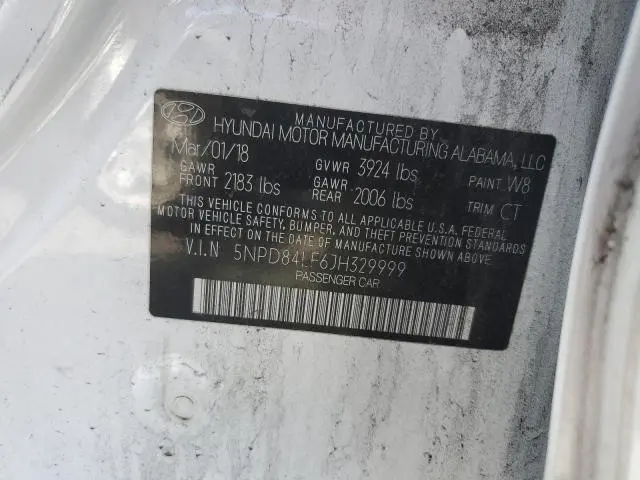 MANUFACTURED BY
HYUNDAI MOTOR MANUFACTURING ALABAMA, LLC
Mar/01/18 GVWR 3924 lbs PAINT W8
GAWR FRONT 2183 lbs GAWR REAR 2006 lbs TRIM CT
THIS VEHICLE CONFORMS TO ALL APPLICABLE U.S.A. FEDERAL
MOTOR VEHICLE SAFETY, BUMPER, AND THEFT PREVENTION STANDARDS
IN EFFECT ON THE DATE OF MANUFACTURE SHOWN ABOVE.
V.I.N 5NPD84LF6JH329999
PASSENGER CAR